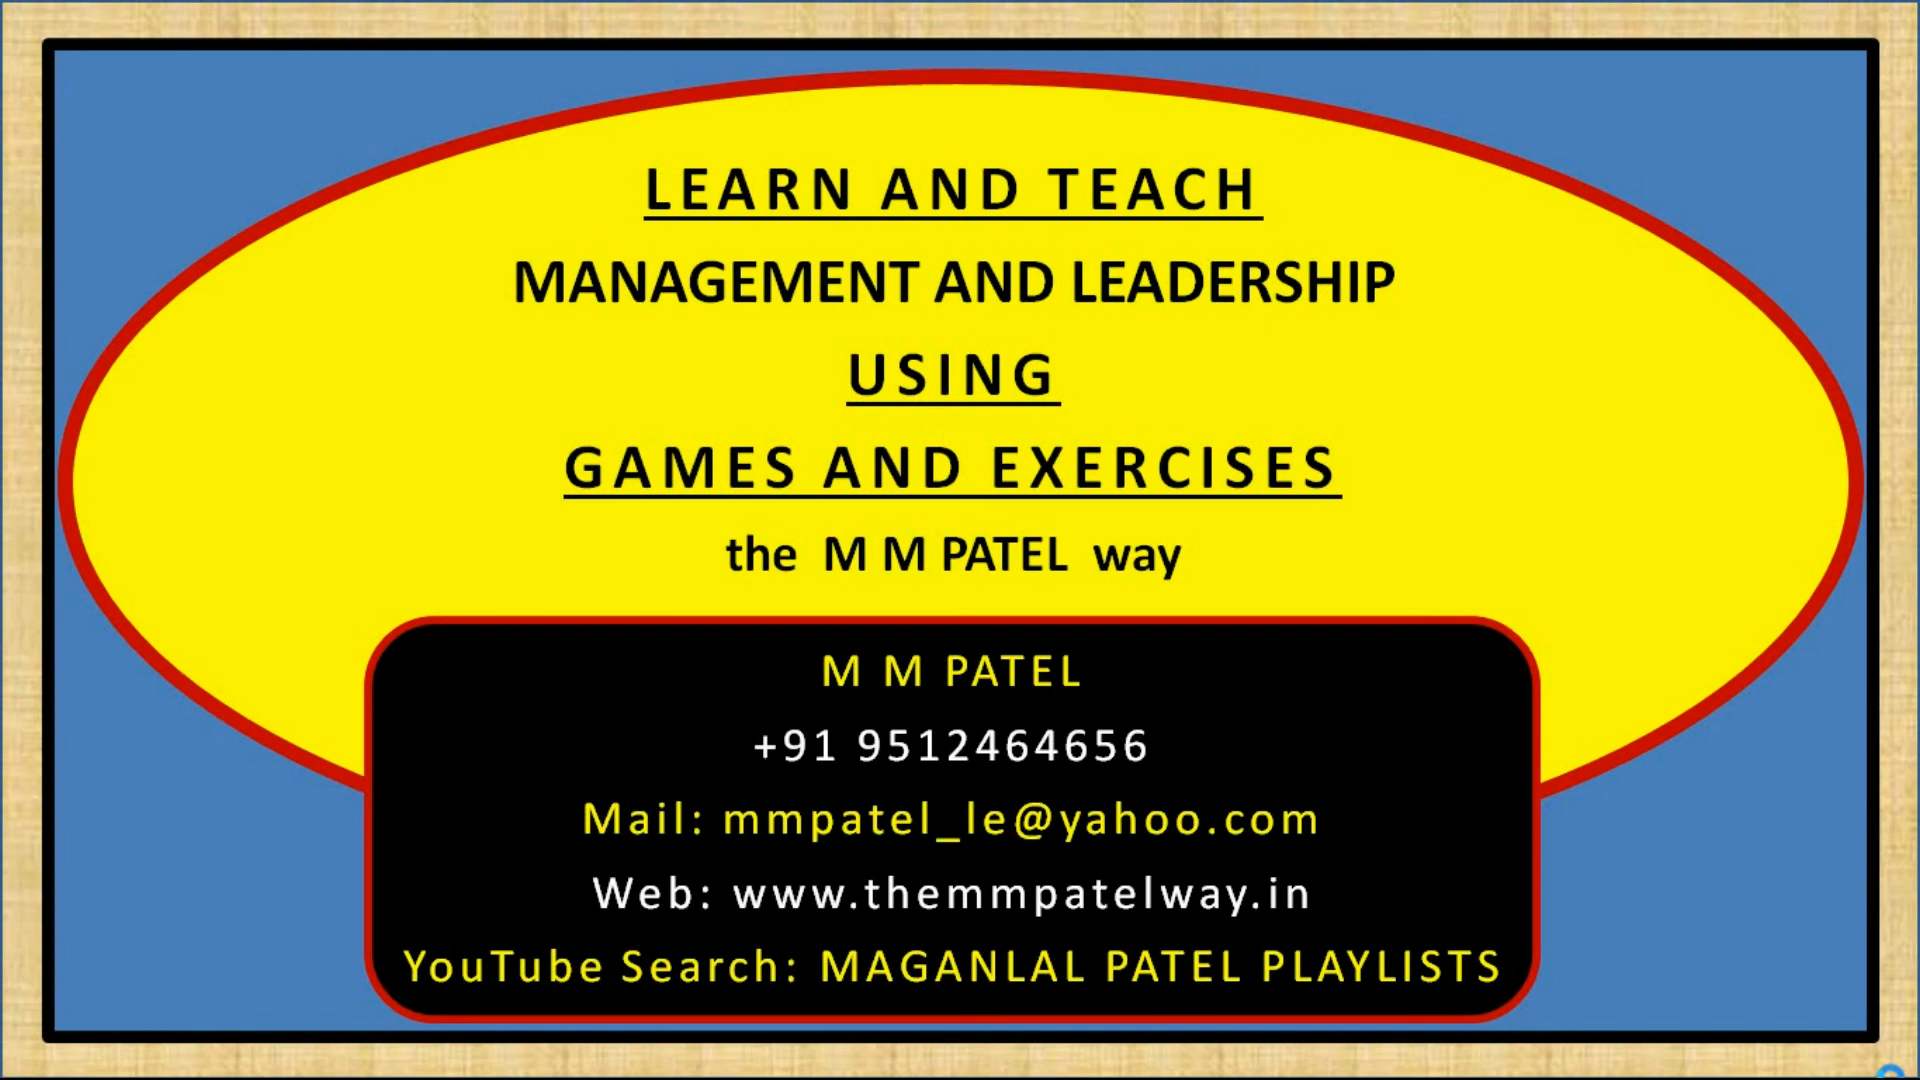 LEARN AND TEACH
MANAGEMENT AND LEADERSHIP
USING
GAMES AND EXERCISES
the M M PATEL way
M M PATEL
+91 9512464656
Mail: mmpatel_le@yahoo.com
Web: www.themmpatelway.in
YouTube Search: MAGANLAL PATEL PLAYLISTS